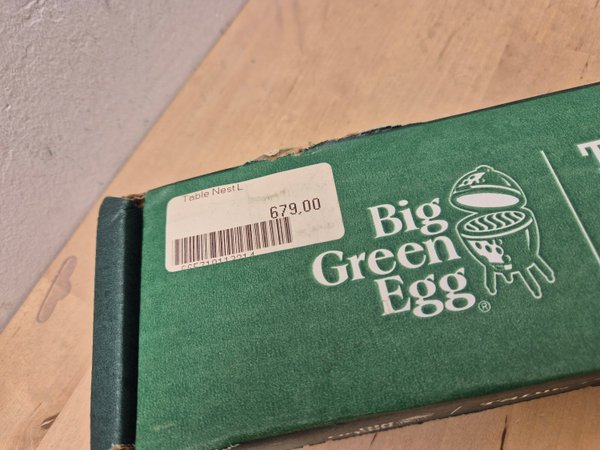 Table Nest L
679,00
Big
Green
Egg®
T